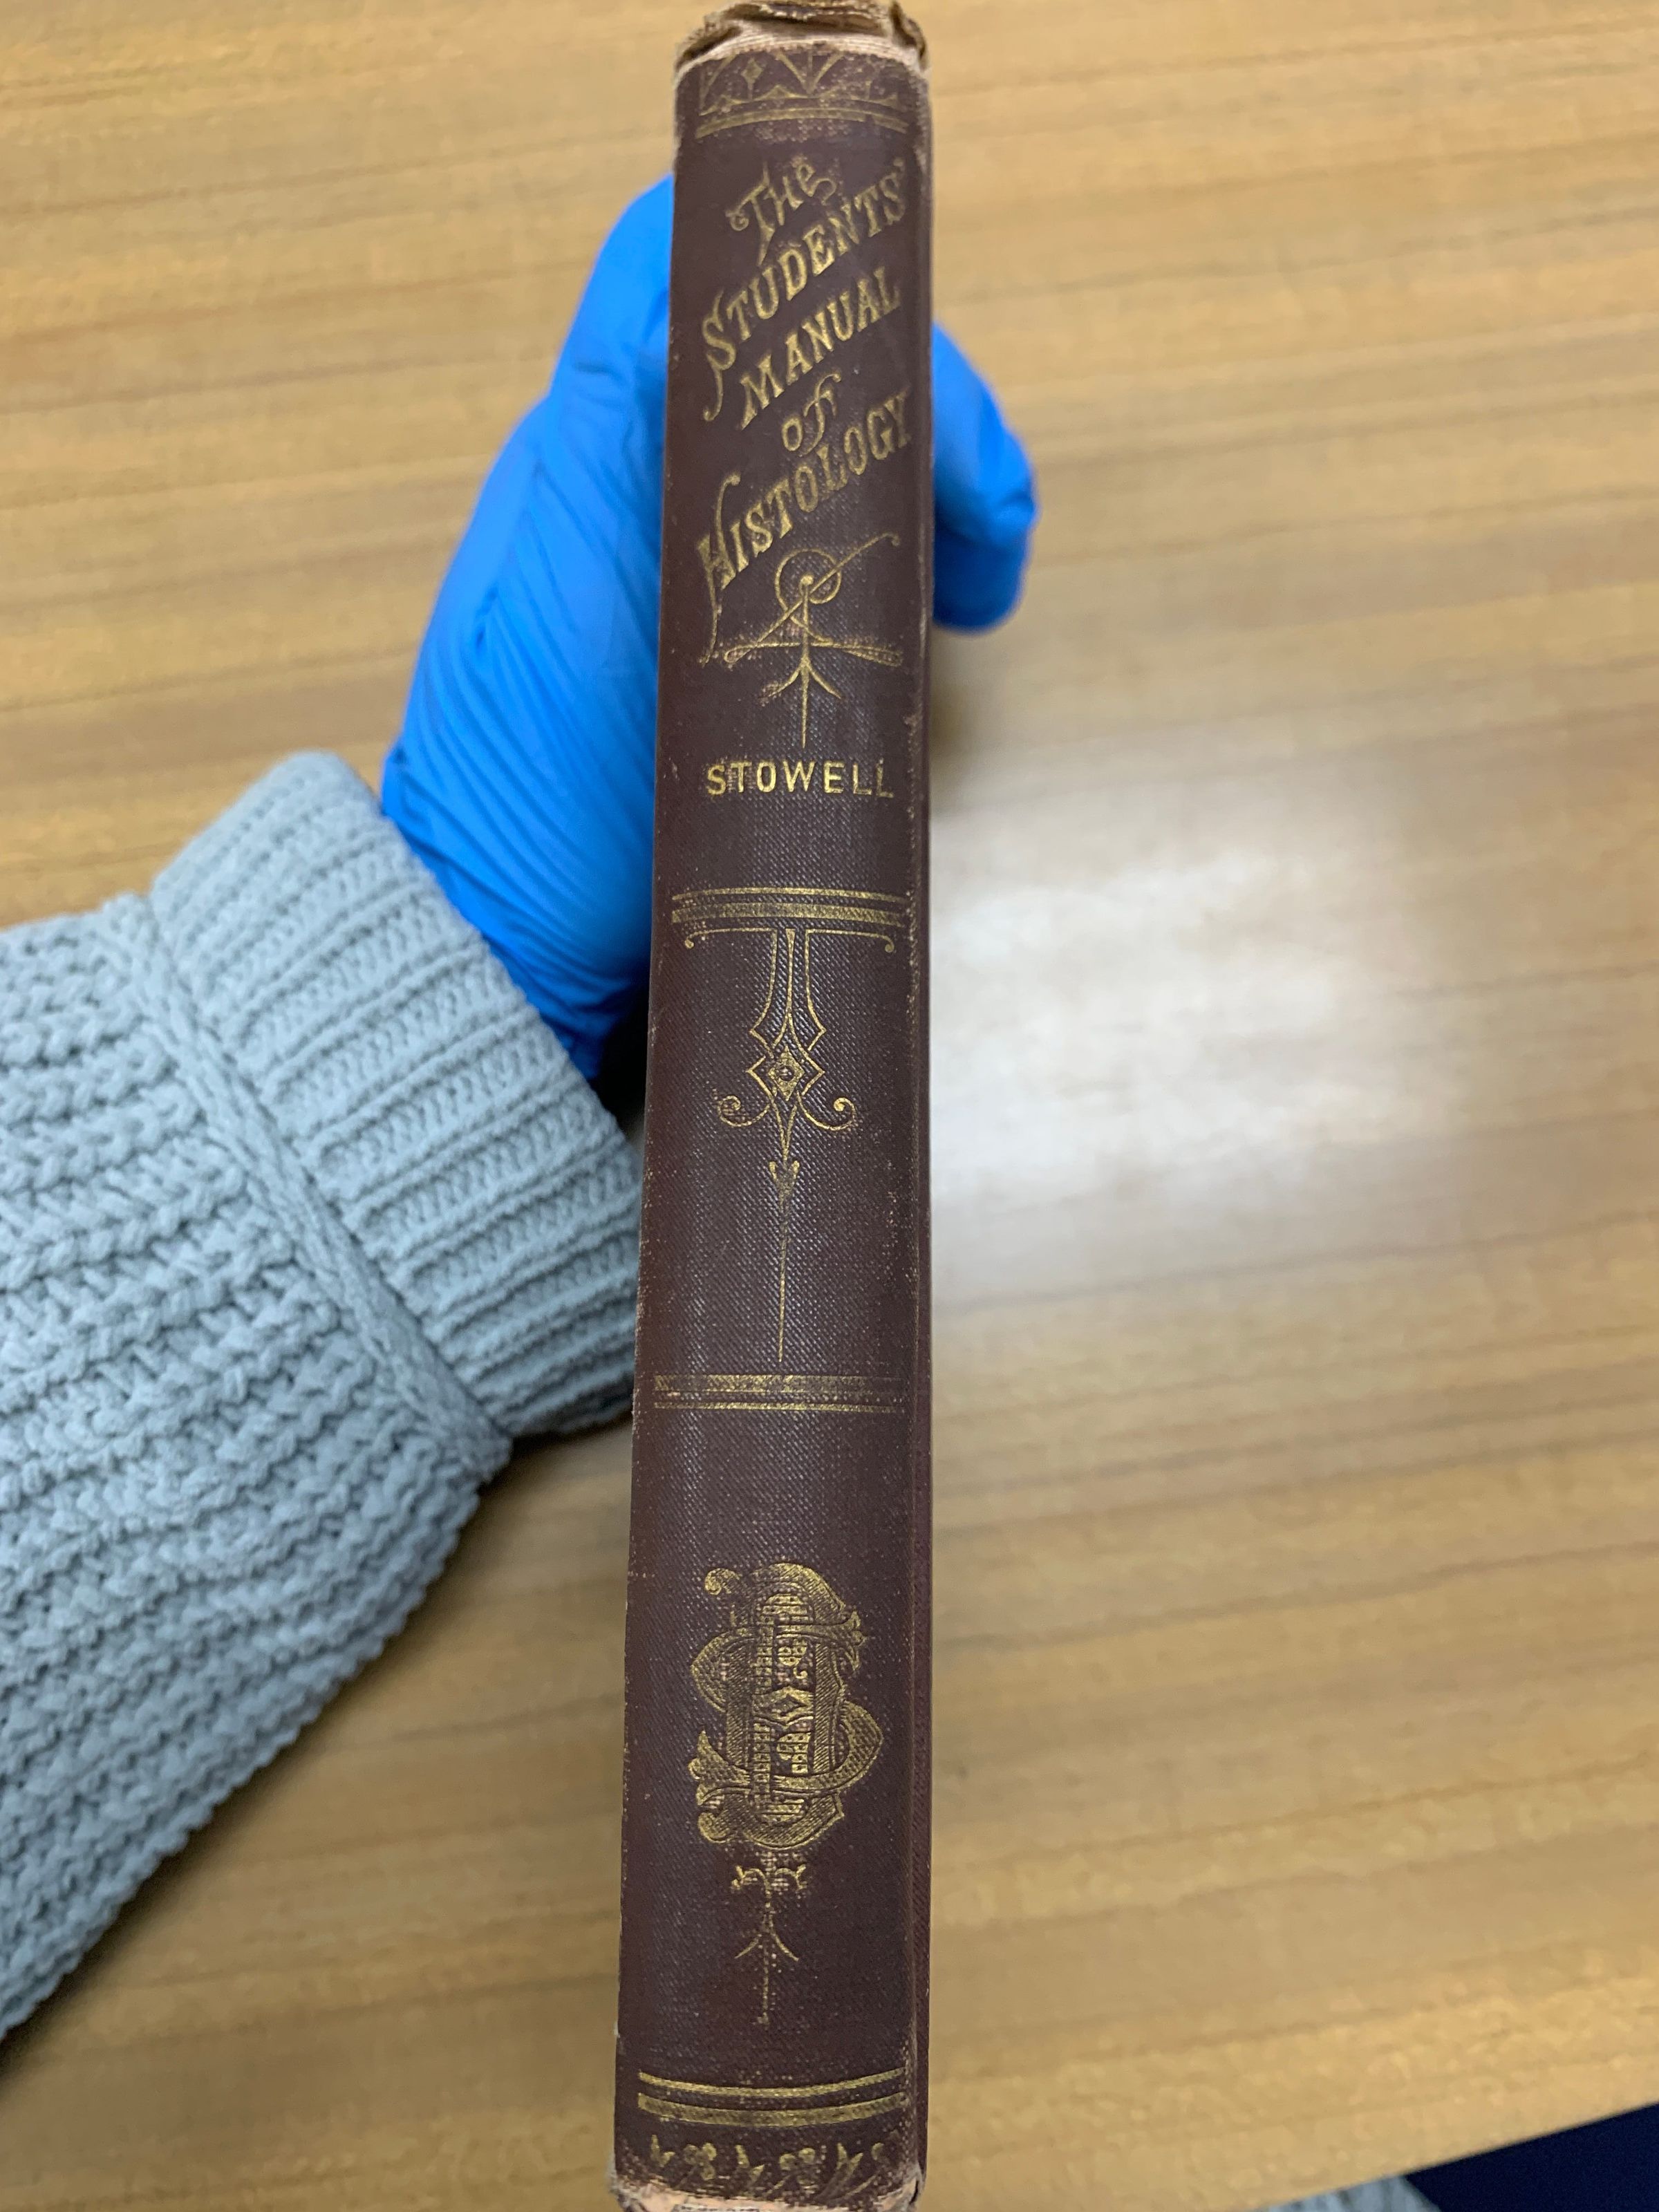 The
STUDENTS'
MANUAL
of
HISTOLOGY
STOWELL